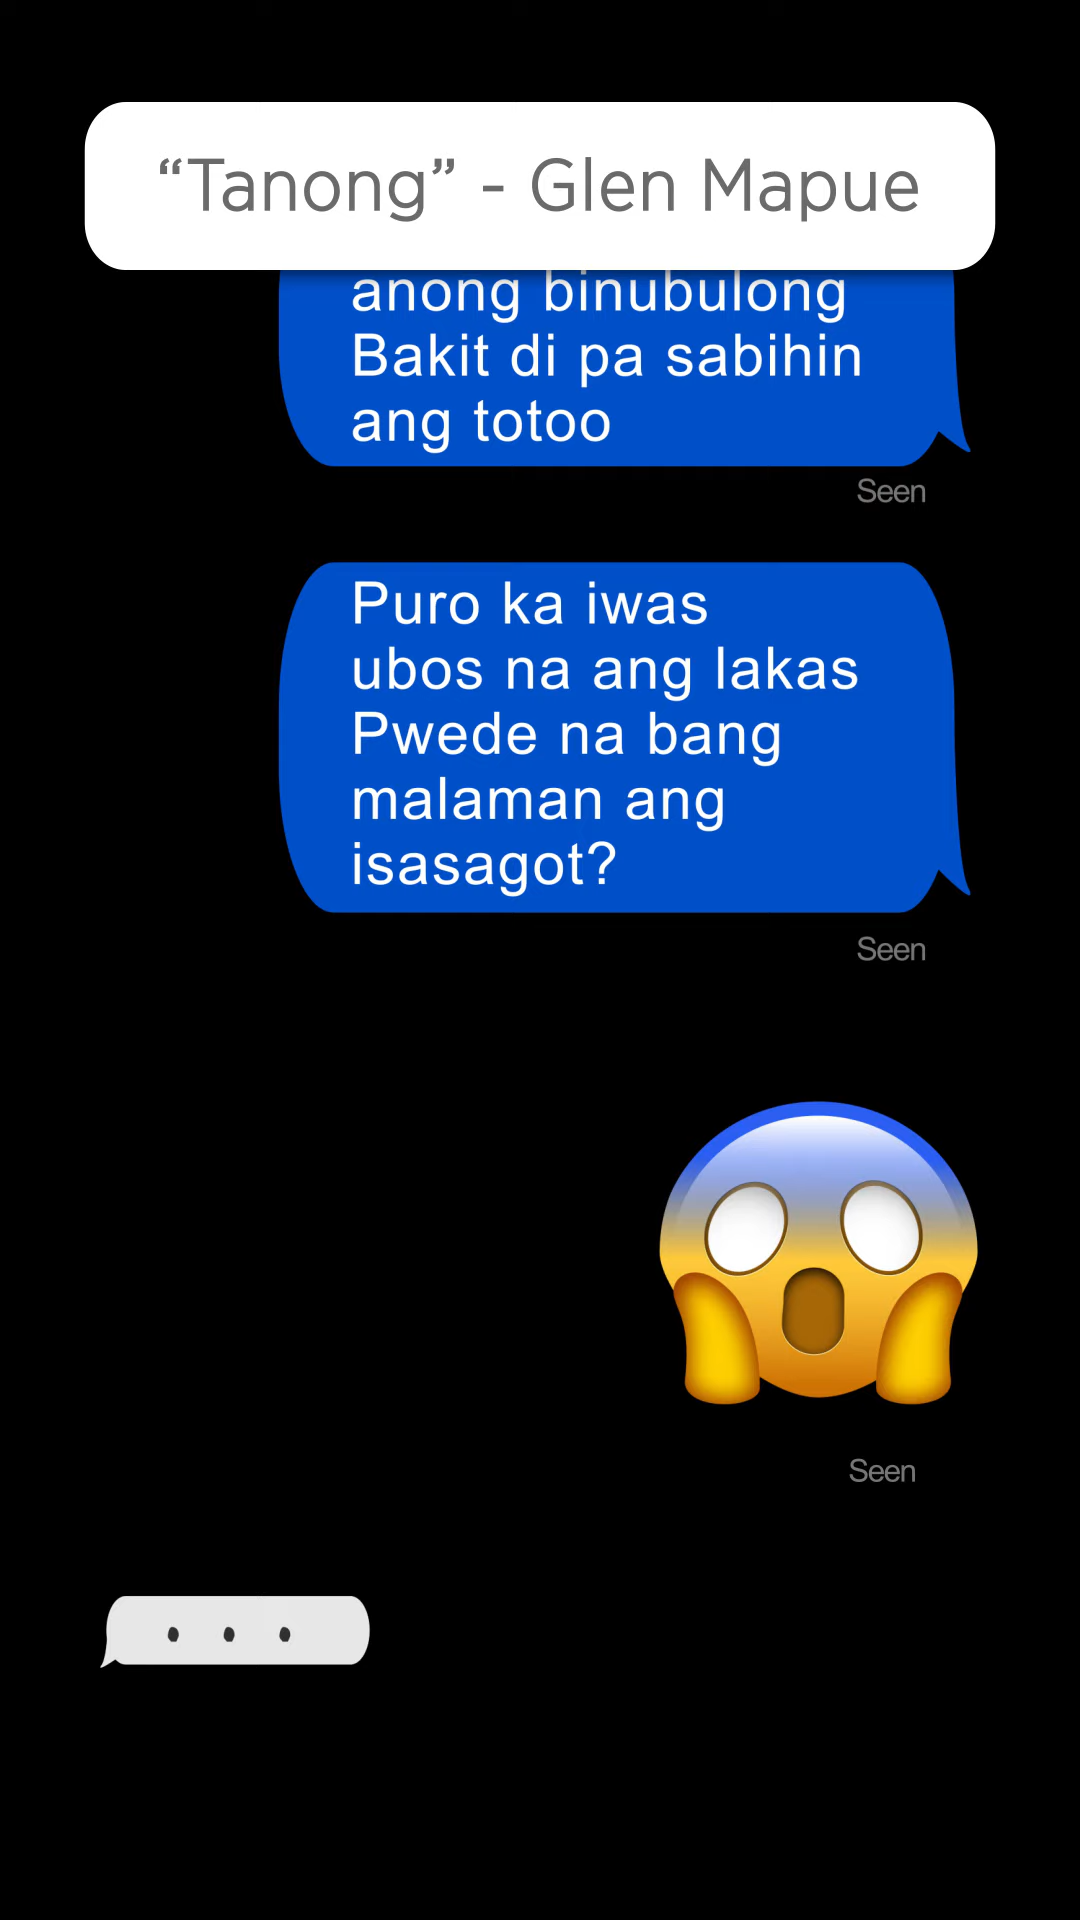 “Tanong” - Glen Mapue
anong binubulong
Bakit di pa sabihin
ang totoo
Seen
Puro ka iwas
ubos na ang lakas
Pwede na bang
malaman ang
isasagot?
Seen
Seen